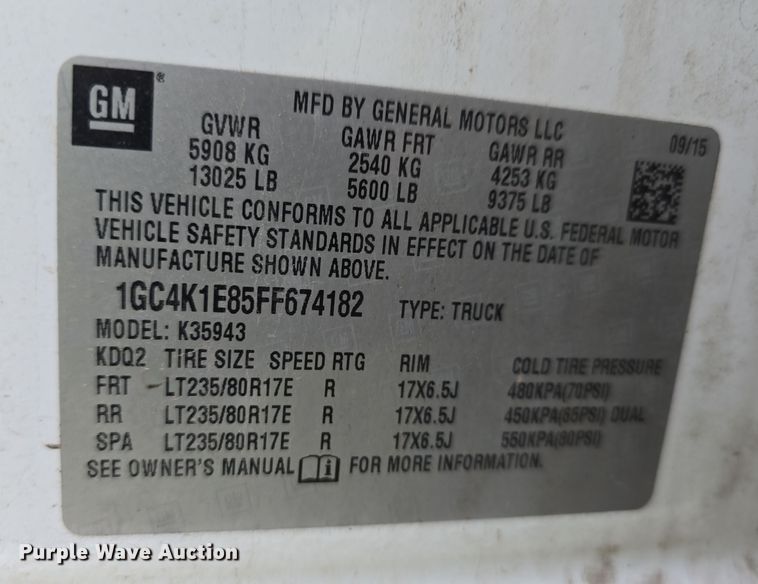 GM®
MFD BY GENERAL MOTORS LLC
09/15
GVWR GAWR FRT GAWR RR
5908 KG 2540 KG 4253 KG
13025 LB 5600 LB 9375 LB
THIS VEHICLE CONFORMS TO ALL APPLICABLE U.S. FEDERAL MOTOR
VEHICLE SAFETY STANDARDS IN EFFECT ON THE DATE OF
MANUFACTURE SHOWN ABOVE.
1GC4K1E85FF674182 TYPE: TRUCK
MODEL: K35943
KDQ2 TIRE SIZE SPEED RTG RIM COLD TIRE PRESSURE
FRT LT235/80R17E R 17X6.5J 480KPA(70PSI)
RR LT235/80R17E R 17X6.5J 450KPA(65PSI) DUAL
SPA LT235/80R17E R 17X6.5J 550KPA(80PSI)
SEE OWNER'S MANUAL i FOR MORE INFORMATION.
Purple Wave Auction